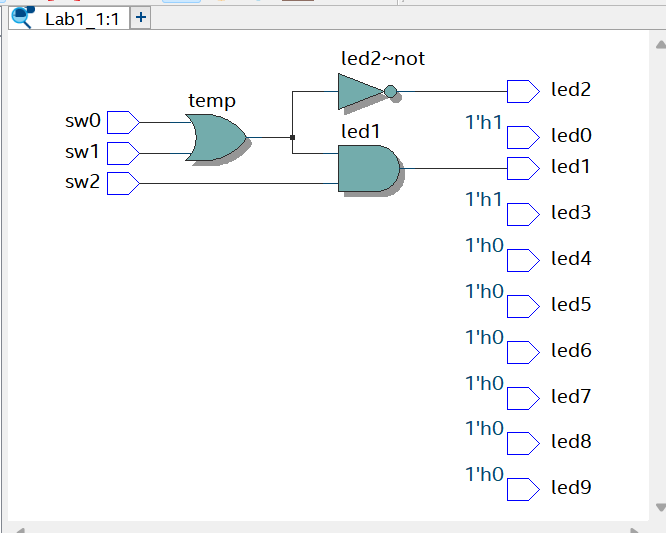 Lab1_1:1 +
led2~not
temp
led2
sw0
1'h1
led1
led0
sw1
led1
sw2
1'h1
led3
1'h0
led4
1'h0
led5
1'h0
led6
1'h0
led7
1'h0
led8
1'h0
led9